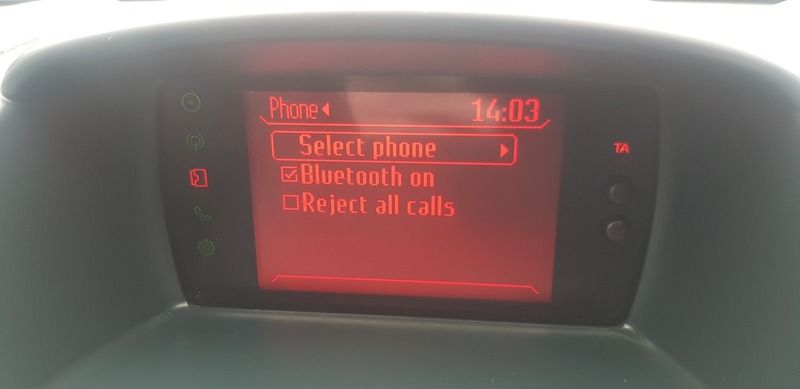 Phone 14:03
Select phone
TA
Bluetooth on
Reject all calls